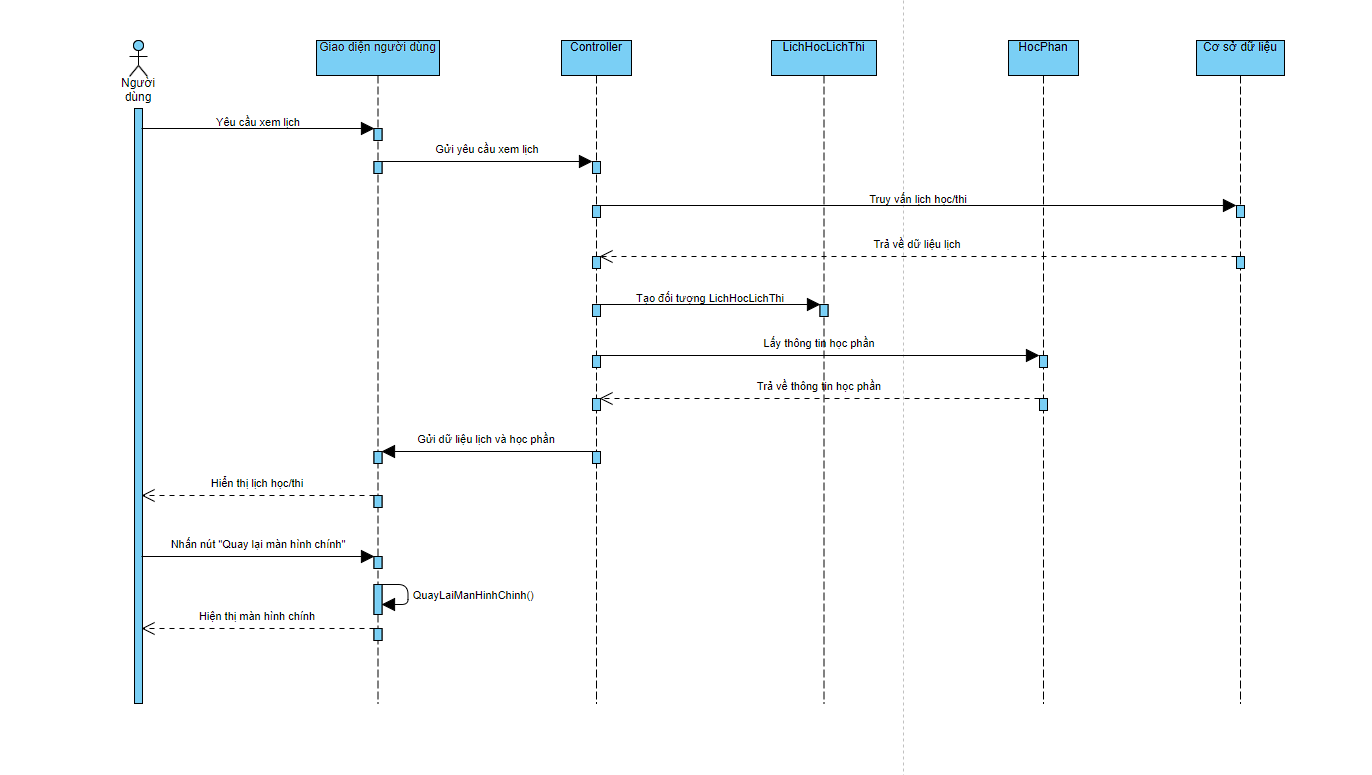 Giao diện người dùng
Controller
LichHocLichThi
HocPhan
Cơ sở dữ liệu
Người
dùng
Yêu cầu xem lịch
Gửi yêu cầu xem lịch
Truy vấn lịch học/thi
Trả về dữ liệu lịch
Tạo đối tượng LichHocLichThi
Lấy thông tin học phần
Trả về thông tin học phần
Gửi dữ liệu lịch và học phần
Hiển thị lịch học/thi
Nhấn nút "Quay lại màn hình chính"
QuayLaiManHinhChinh()
Hiện thị màn hình chính